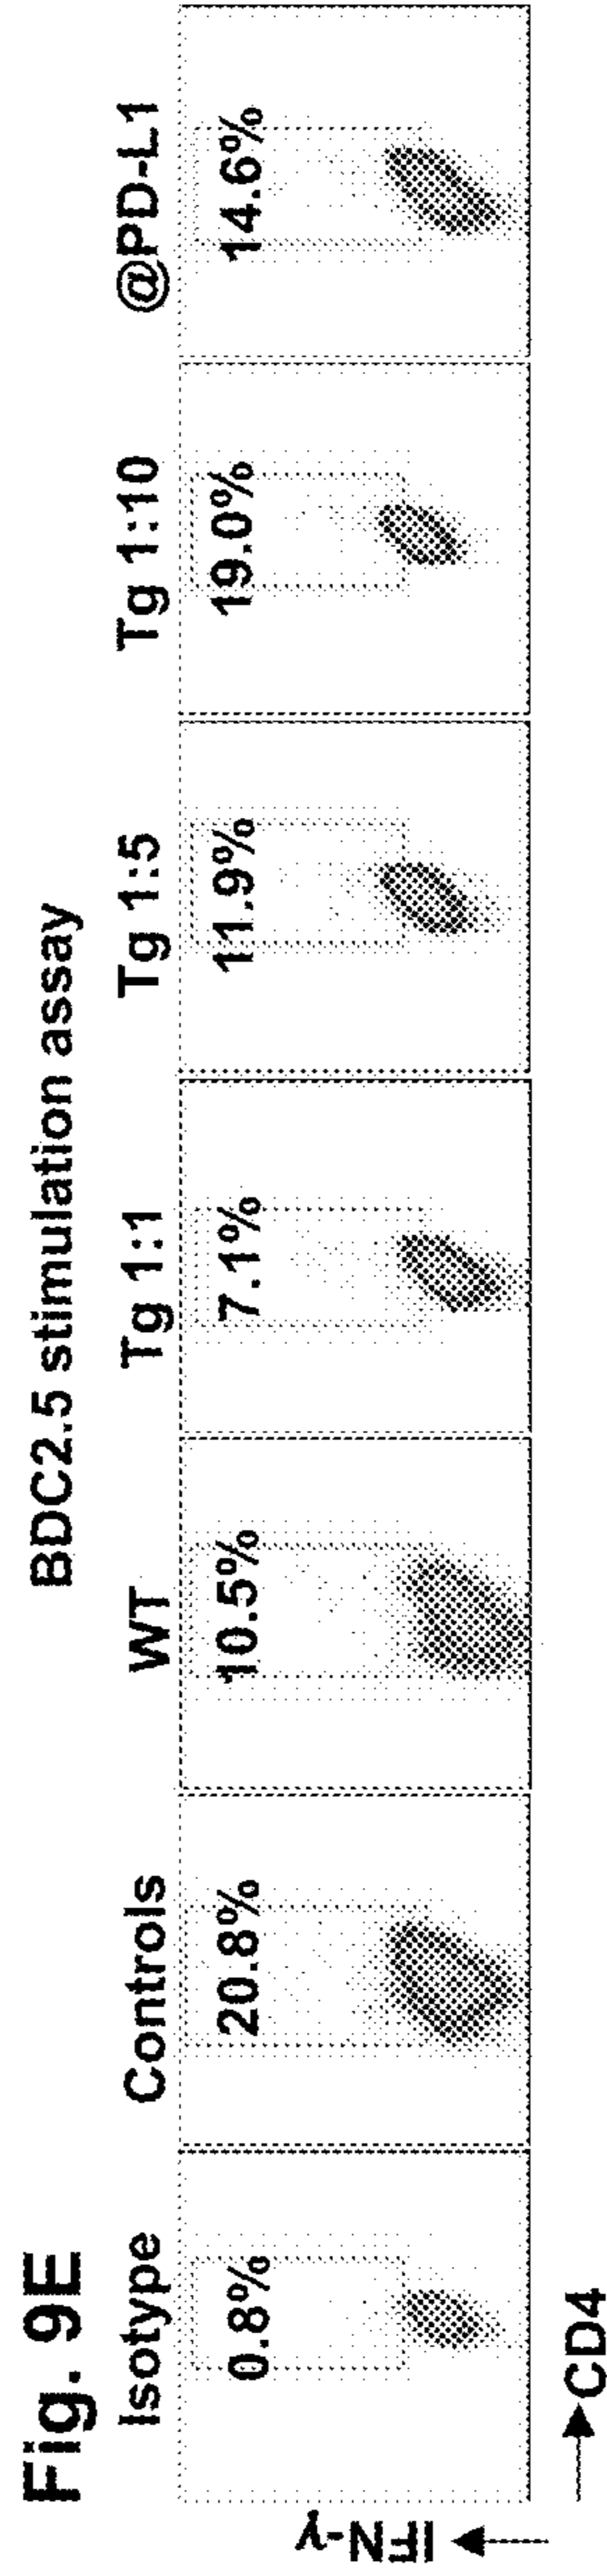 Fig. 9E
BDC2.5 stimulation assay
Isotype Controls WT Tg 1:1 Tg 1:5 Tg 1:10 @PD-L1
0.8% 20.8% 10.5% 7.1% 11.9% 19.0% 14.6%
IFN-γ
CD4